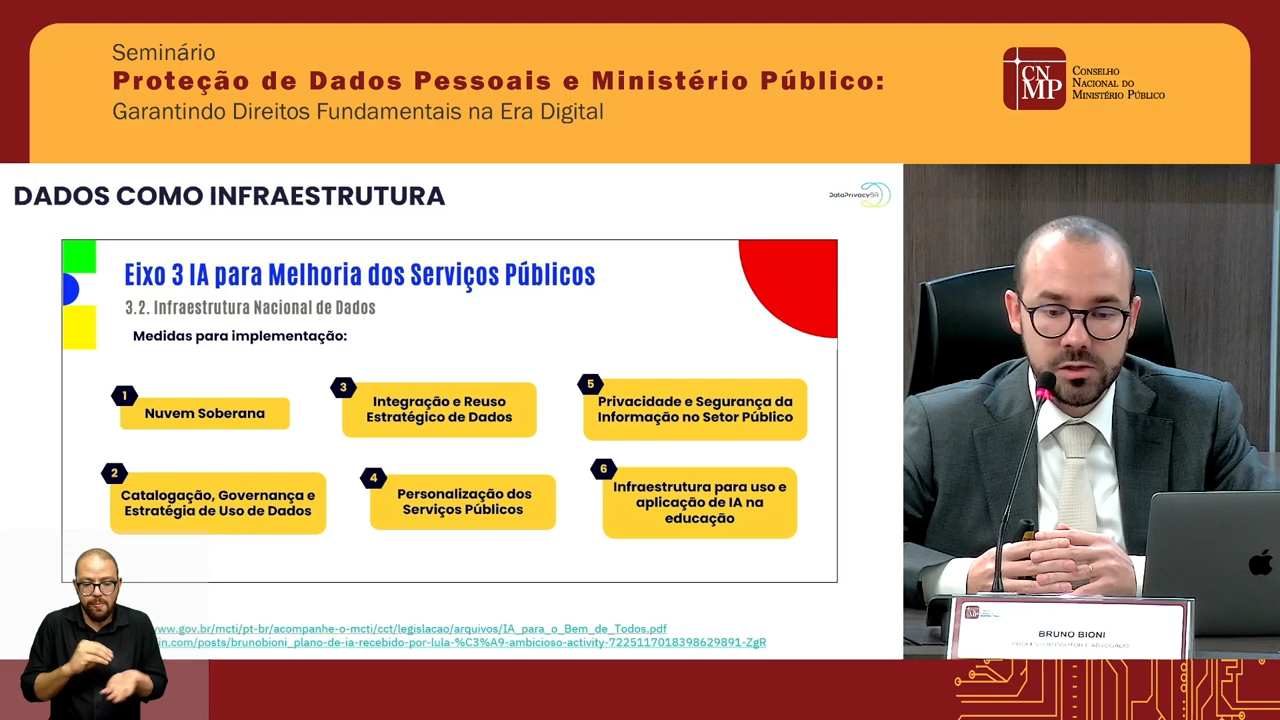 Seminário
Proteção de Dados Pessoais e Ministério Público:
Garantindo Direitos Fundamentais na Era Digital
CN
MP
CONSELHO
NACIONAL DO
MINISTÉRIO PÚBLICO
DADOS COMO INFRAESTRUTURA
DataPrivacyBR
Eixo 3 IA para Melhoria dos Serviços Públicos
3.2. Infraestrutura Nacional de Dados
Medidas para implementação:
1
Nuvem Soberana
2
Catalogação, Governança e
Estratégia de Uso de Dados
3
Integração e Reuso
Estratégico de Dados
4
Personalização dos
Serviços Públicos
5
Privacidade e Segurança da
Informação no Setor Público
6
Infraestrutura para uso e
aplicação de IA na
educação
www.gov.br/mcti/pt-br/acompanhe-o-mcti/cct/legislacao/arquivos/IA_para_o_Bem_de_Todos.pdf
in.com/posts/brunobioni_plano-de-ia-recebido-por-lula-%C3%A9-ambicioso-activity-7225117018398629891-ZgR
BRUNO BIONI
PROFESSOR DOUTOR E ADVOGADO